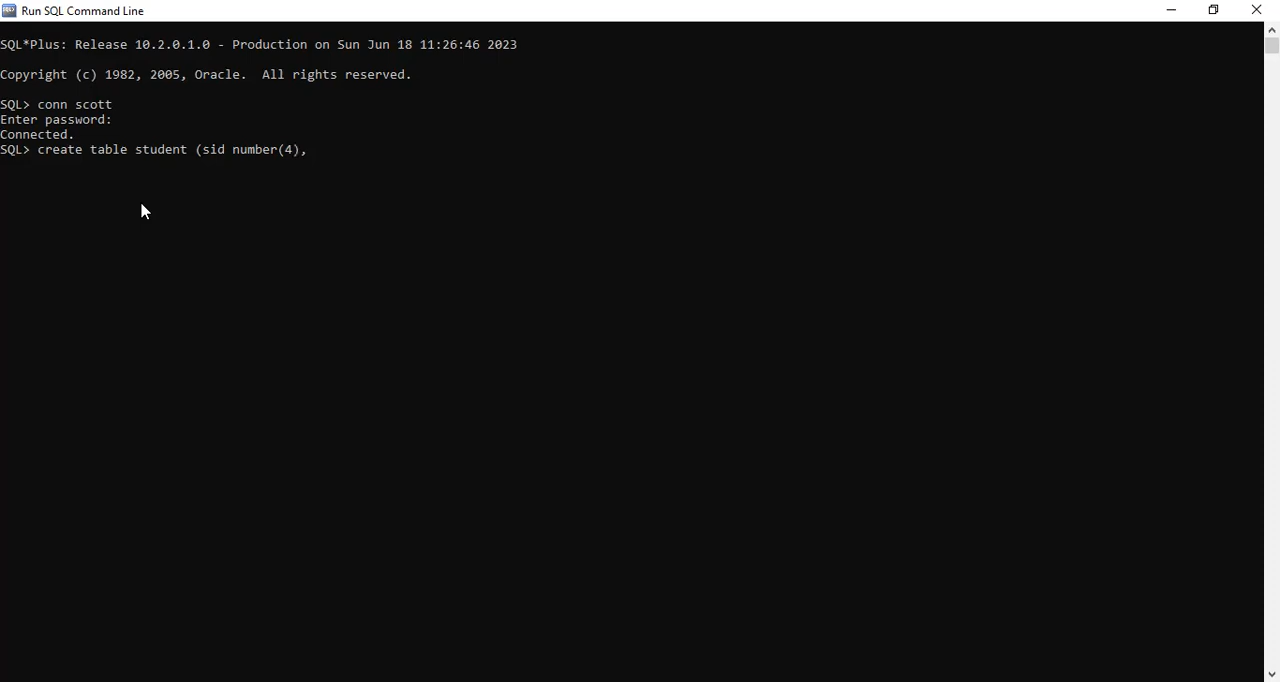 Run SQL Command Line
SQL*Plus: Release 10.2.0.1.0 - Production on Sun Jun 18 11:26:46 2023
Copyright (c) 1982, 2005, Oracle.  All rights reserved.
SQL> conn scott
Enter password:
Connected.
SQL> create table student (sid number(4),